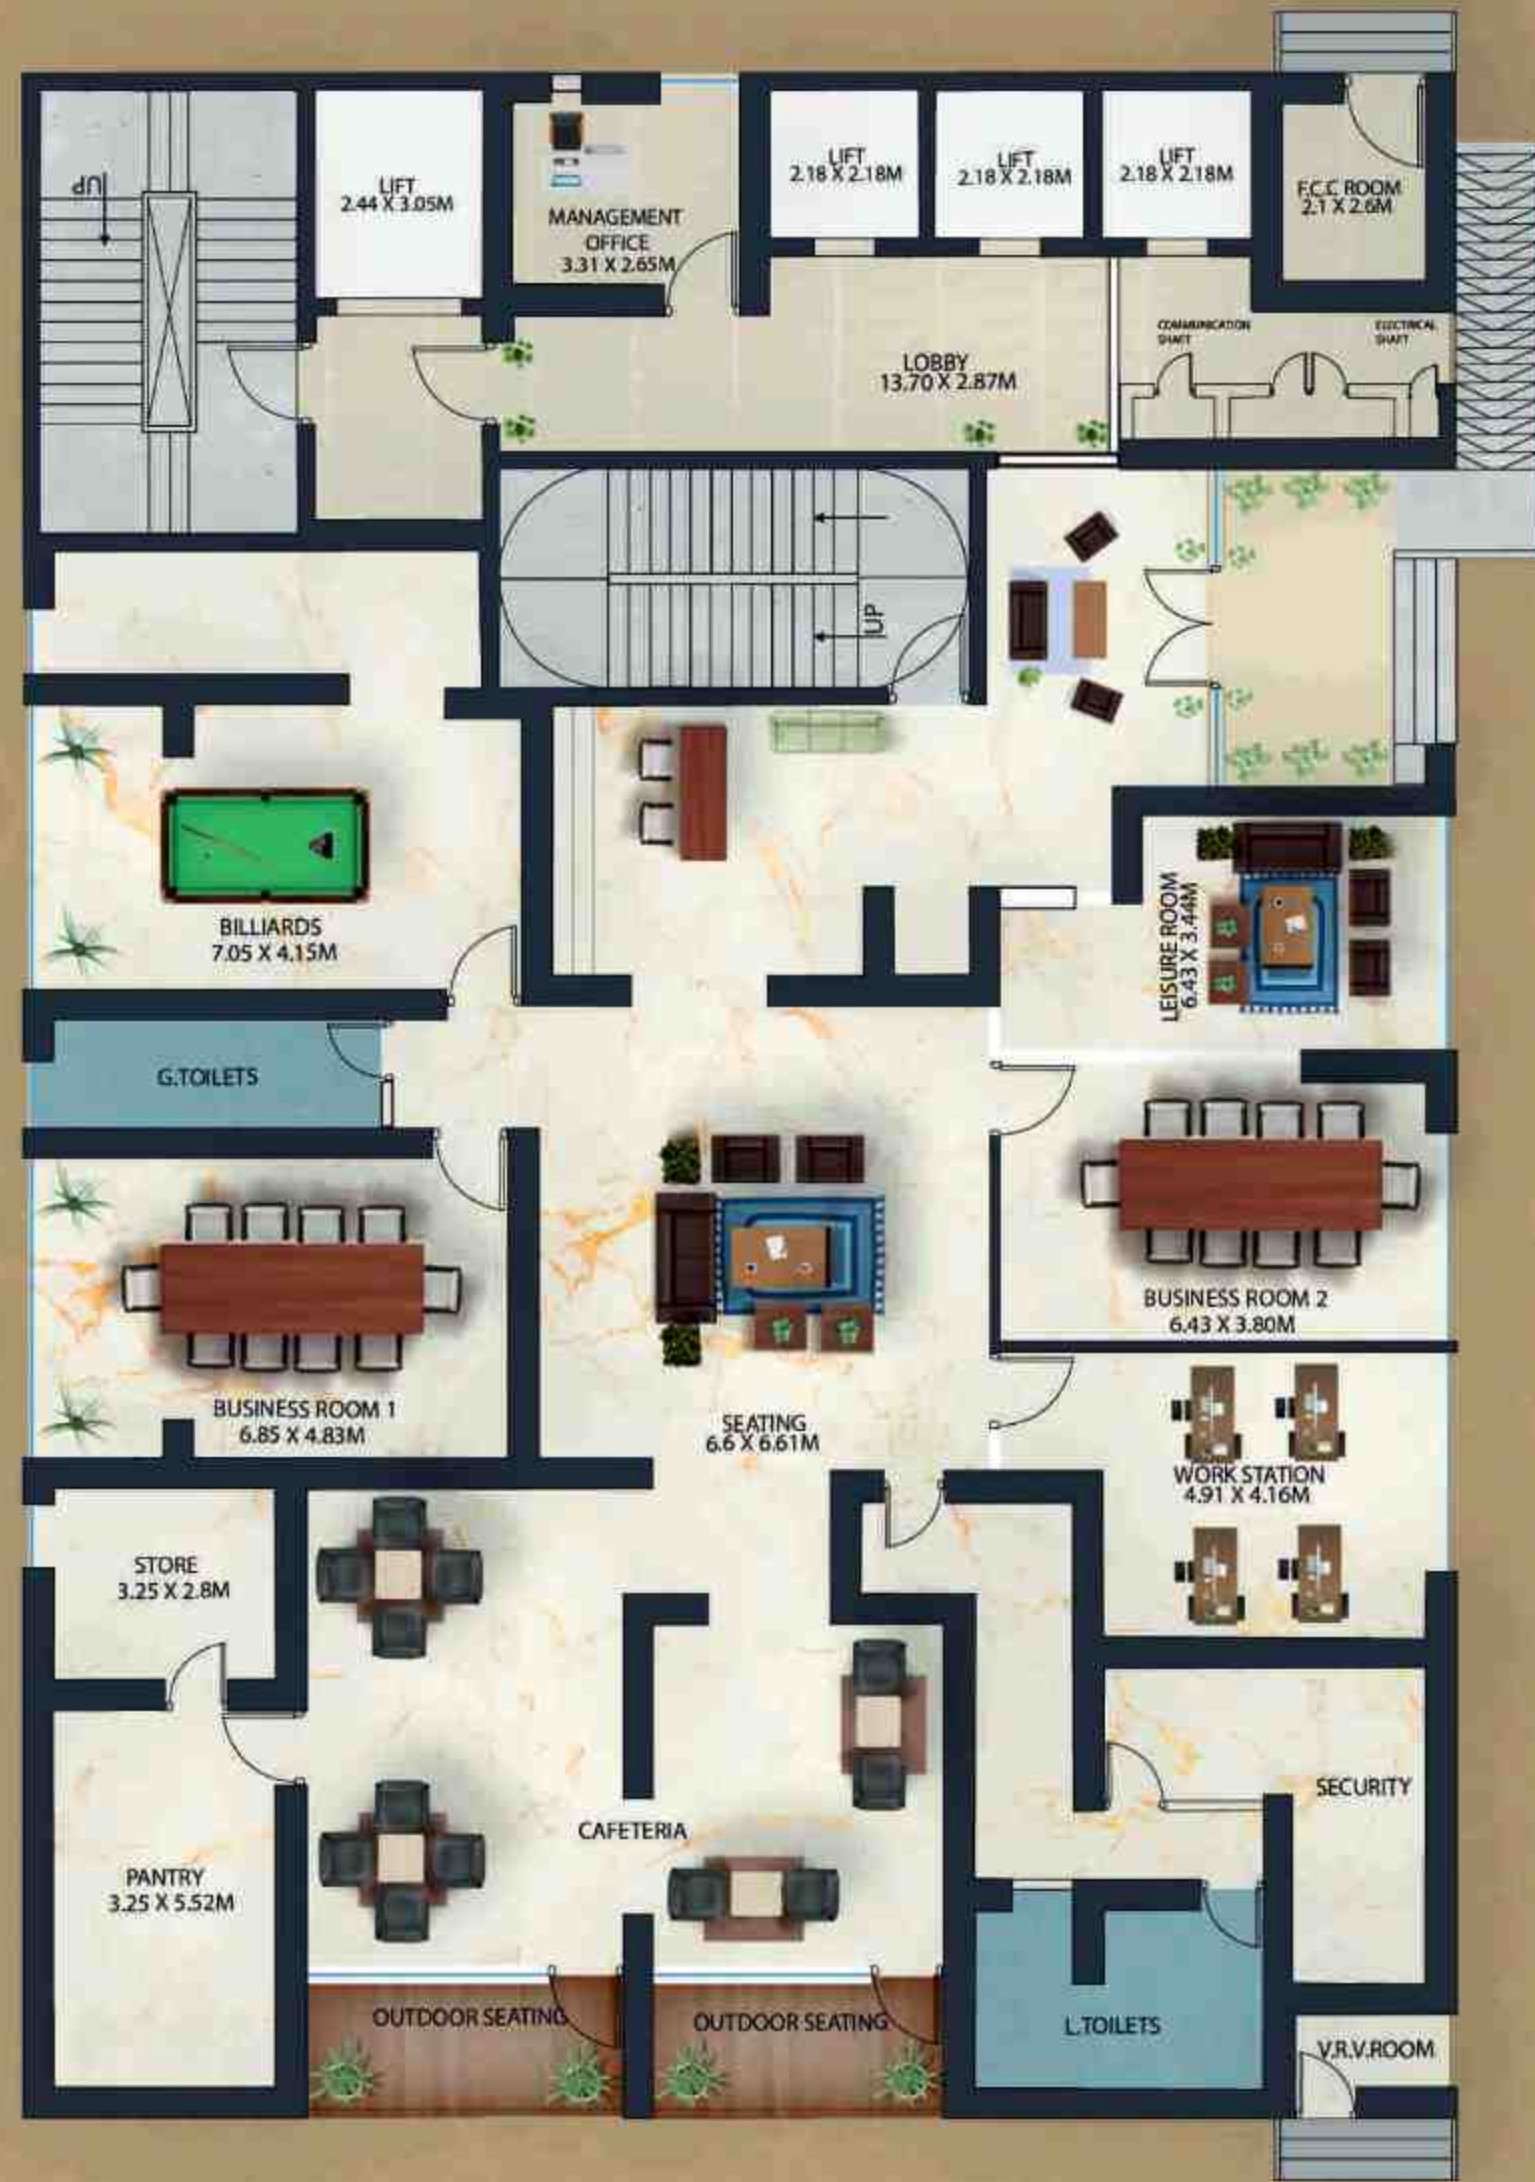 UP
LIFT
2.44 X 3.05M
MANAGEMENT
OFFICE
3.31 X 2.65M
LIFT
2.18 X 2.18M
LIFT
2.18 X 2.18M
LIFT
2.18 X 2.18M
F.C.C. ROOM
2.1 X 2.6M
COMMUNICATION
SHAFT
ELECTRICAL
SHAFT
LOBBY
13.70 X 2.87M
UP
BILLIARDS
7.05 X 4.15M
LEISURE ROOM
6.43 X 3.44M
G.TOILETS
BUSINESS ROOM 2
6.43 X 3.80M
BUSINESS ROOM 1
6.85 X 4.83M
SEATING
6.6 X 6.61M
WORK STATION
4.91 X 4.16M
STORE
3.25 X 2.8M
SECURITY
CAFETERIA
PANTRY
3.25 X 5.52M
OUTDOOR SEATING
OUTDOOR SEATING
L.TOILETS
V.R.V.ROOM